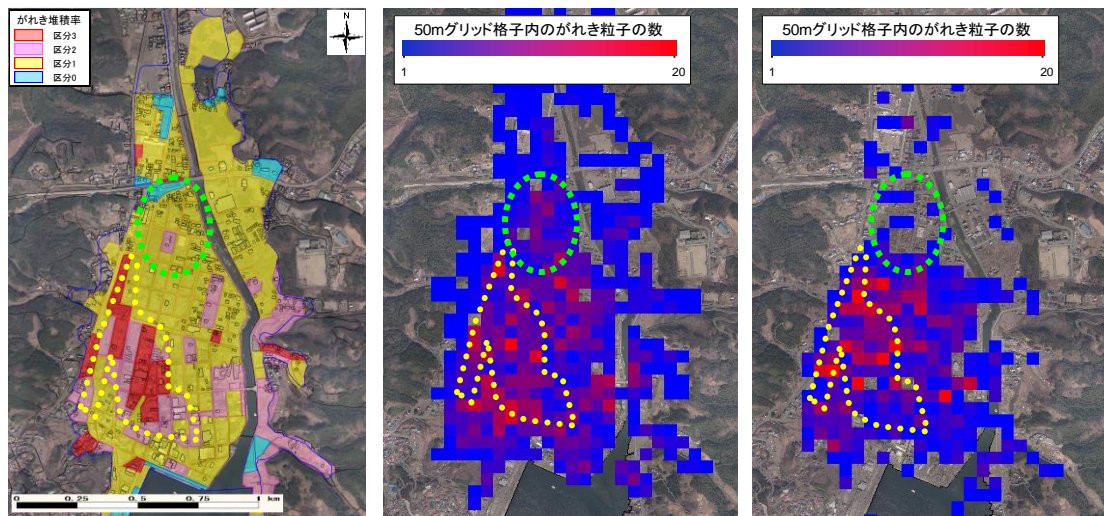 がれき堆積率
区分3
区分2
区分1
区分0
N
0 0.25 0.5 0.75 1 km
50mグリッド格子内のがれき粒子の数
1 20
50mグリッド格子内のがれき粒子の数
1 20